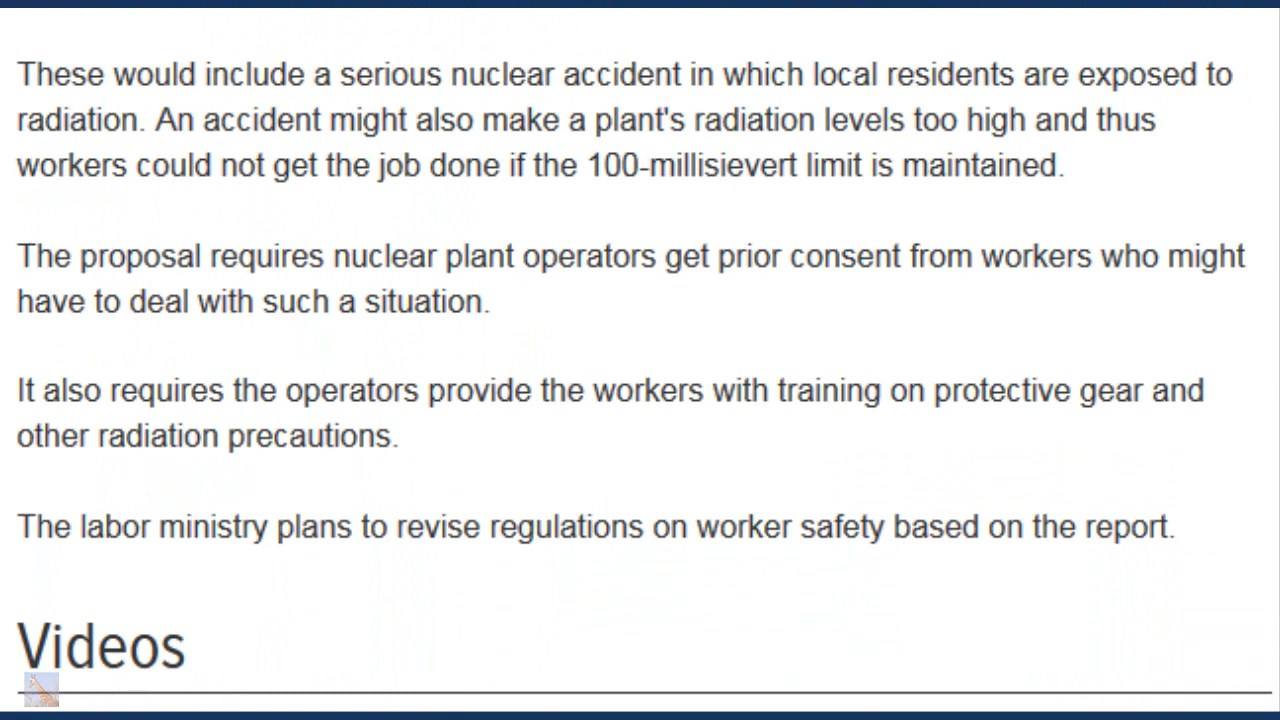 These would include a serious nuclear accident in which local residents are exposed to
radiation. An accident might also make a plant's radiation levels too high and thus
workers could not get the job done if the 100-millisievert limit is maintained.
The proposal requires nuclear plant operators get prior consent from workers who might
have to deal with such a situation.
It also requires the operators provide the workers with training on protective gear and
other radiation precautions.
The labor ministry plans to revise regulations on worker safety based on the report.
Videos